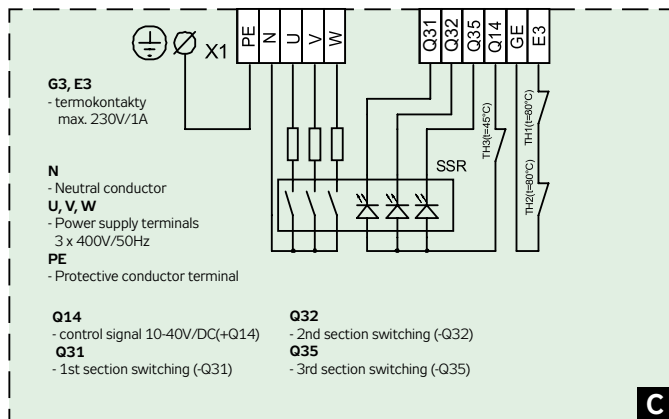 X1
PE
N
U
V
W
Q31
Q32
Q35
Q14
GE
E3
G3, E3
- termokontakty
max. 230V/1A
TH3(t=45°C)
TH1(t=80°C)
TH2(t=80°C)
SSR
N
- Neutral conductor
U, V, W
- Power supply terminals
3 x 400V/50Hz
PE
- Protective conductor terminal
Q14
- control signal 10-40V/DC(+Q14)
Q31
- 1st section switching (-Q31)
Q32
- 2nd section switching (-Q32)
Q35
- 3rd section switching (-Q35)
C